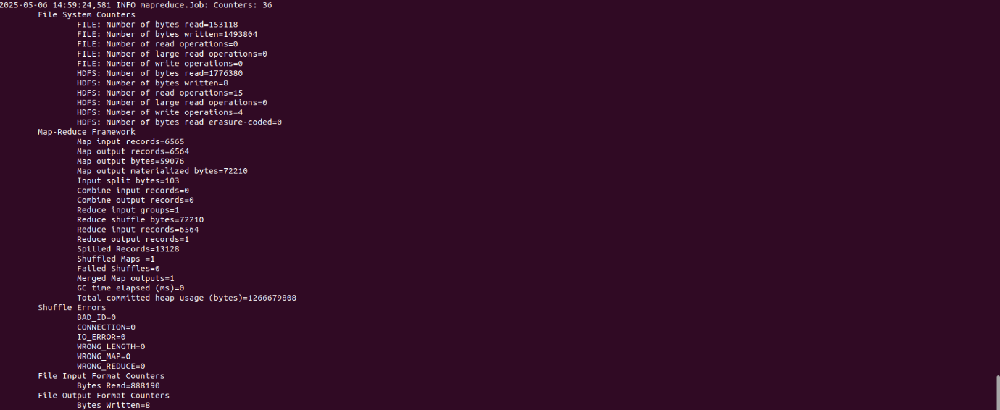 2025-05-06 14:59:24,581 INFO mapreduce.Job: Counters: 36
File System Counters
FILE: Number of bytes read=153118
FILE: Number of bytes written=1493804
FILE: Number of read operations=0
FILE: Number of large read operations=0
FILE: Number of write operations=0
HDFS: Number of bytes read=1776380
HDFS: Number of bytes written=8
HDFS: Number of read operations=15
HDFS: Number of large read operations=0
HDFS: Number of write operations=4
HDFS: Number of bytes read erasure-coded=0
Map-Reduce Framework
Map input records=6565
Map output records=6564
Map output bytes=59076
Map output materialized bytes=72210
Input split bytes=103
Combine input records=0
Combine output records=0
Reduce input groups=1
Reduce shuffle bytes=72210
Reduce input records=6564
Reduce output records=1
Spilled Records=13128
Shuffled Maps =1
Failed Shuffles=0
Merged Map outputs=1
GC time elapsed (ms)=0
Total committed heap usage (bytes)=1266679808
Shuffle Errors
BAD_ID=0
CONNECTION=0
IO_ERROR=0
WRONG_LENGTH=0
WRONG_MAP=0
WRONG_REDUCE=0
File Input Format Counters
Bytes Read=888190
File Output Format Counters
Bytes Written=8